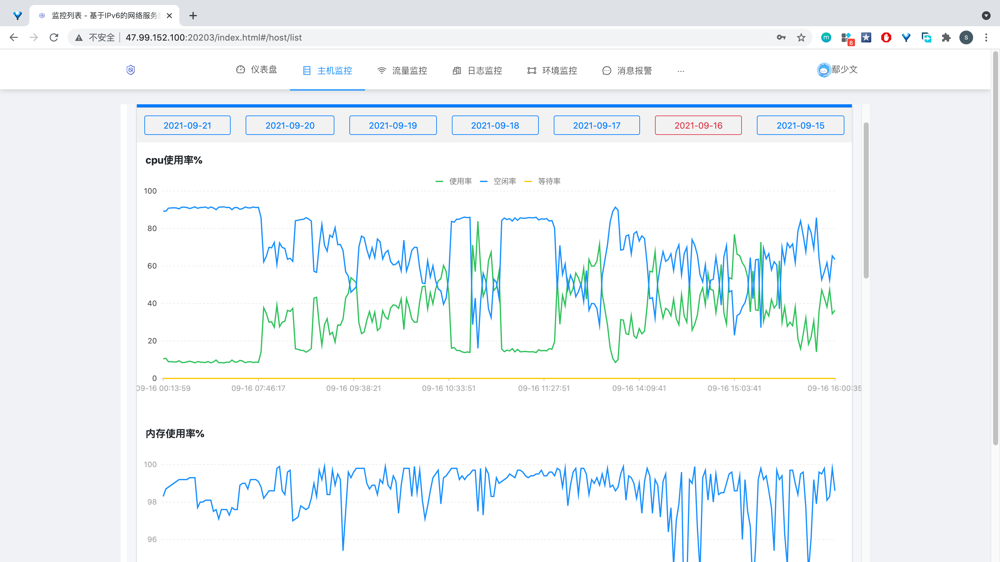 监控列表 - 基于IPv6的网络服务
不安全 47.99.152.100:20203/index.html#/host/list
m 6 S
仪表盘 主机监控 流量监控 日志监控 环境监控 消息报警 ... 鄢少文
2021-09-21 2021-09-20 2021-09-19 2021-09-18 2021-09-17 2021-09-16 2021-09-15
cpu使用率%
使用率 空闲率 等待率
100
80
60
40
20
0
09-16 00:13:59 09-16 07:46:17 09-16 09:38:21 09-16 10:33:51 09-16 11:27:51 09-16 14:09:41 09-16 15:03:41 09-16 16:00:35
内存使用率%
100
98
96